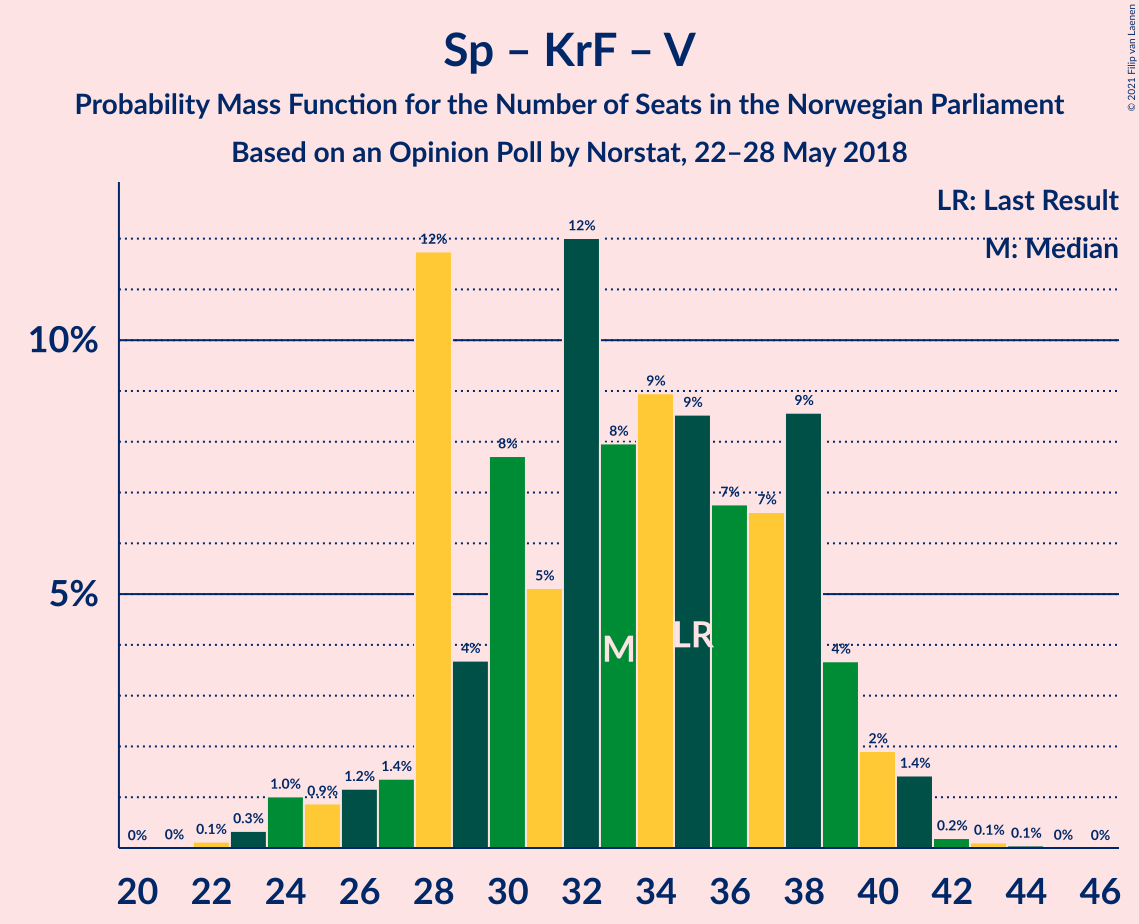 Sp – KrF – V
Probability Mass Function for the Number of Seats in the Norwegian Parliament
Based on an Opinion Poll by Norstat, 22–28 May 2018
© 2021 Filip van Laenen
LR: Last Result
M: Median
10%
5%
0% 0% 0.1% 0.3% 1.0% 0.9% 1.2% 1.4% 12% 4% 8% 5% 12% 8% 9% 9% 7% 7% 9% 4% 2% 1.4% 0.2% 0.1% 0.1% 0% 0%
M LR
20 22 24 26 28 30 32 34 36 38 40 42 44 46